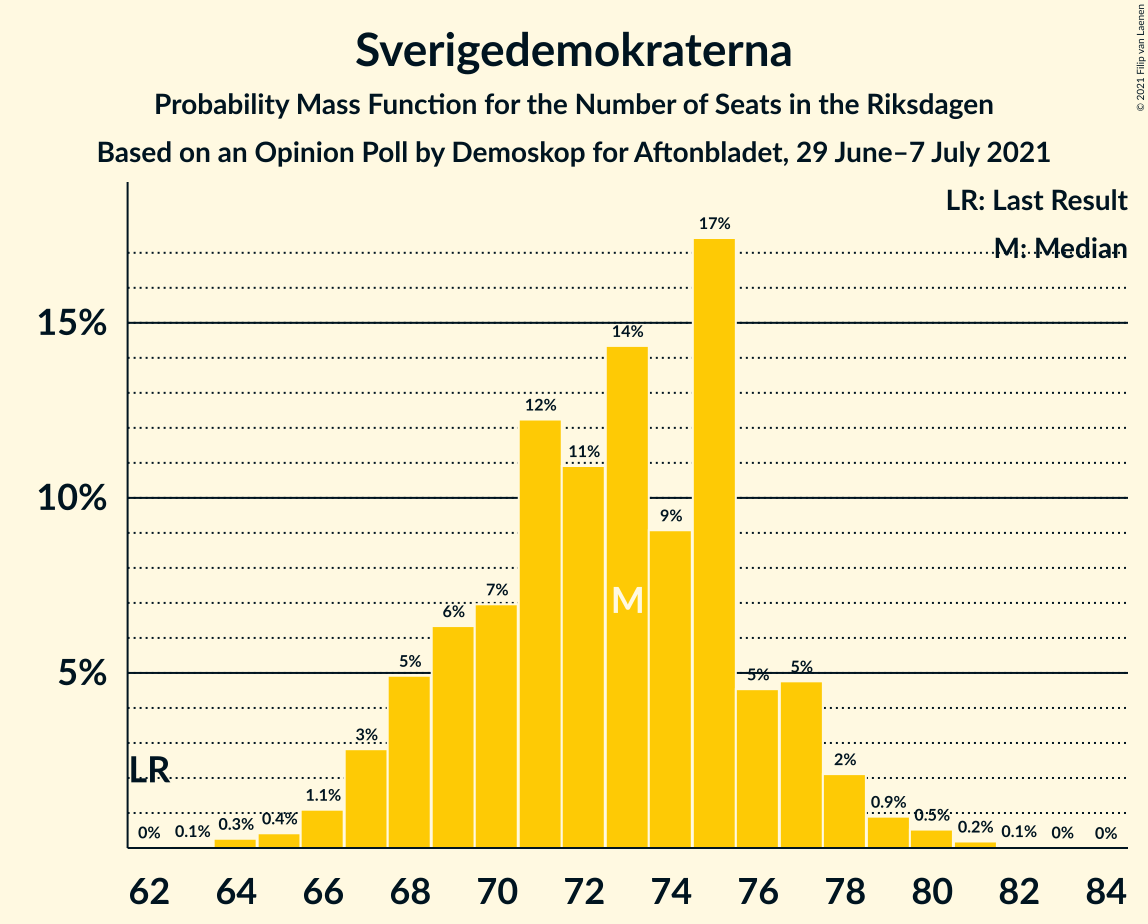 Sverigedemokraterna
Probability Mass Function for the Number of Seats in the Riksdagen
Based on an Opinion Poll by Demoskop for Aftonbladet, 29 June–7 July 2021
© 2021 Filip van Laenen
LR: Last Result
M: Median
15%
10%
5%
0% 0.1% 0.3% 0.4% 1.1% 3% 5% 6% 7% 12% 11% 14% 9% 17% 5% 5% 2% 0.9% 0.5% 0.2% 0.1% 0% 0%
LR
M
62 64 66 68 70 72 74 76 78 80 82 84